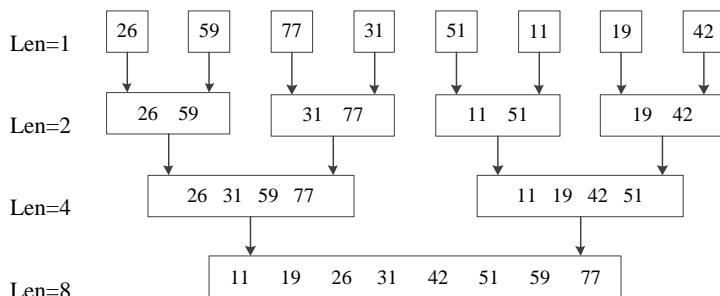 Len=1 26 59 77 31 51 11 19 42
Len=2 26 59 31 77 11 51 19 42
Len=4 26 31 59 77 11 19 42 51
Len=8 11 19 26 31 42 51 59 77